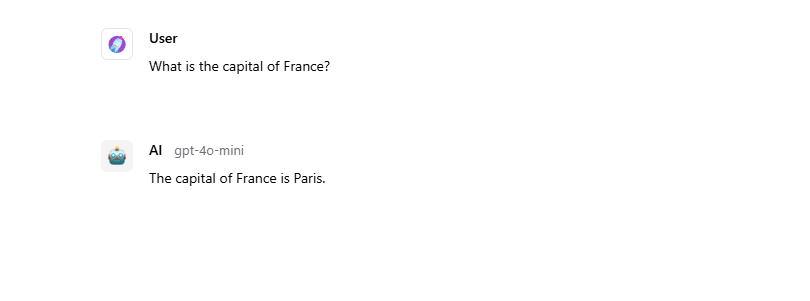 User
What is the capital of France?
AI gpt-4o-mini
The capital of France is Paris.